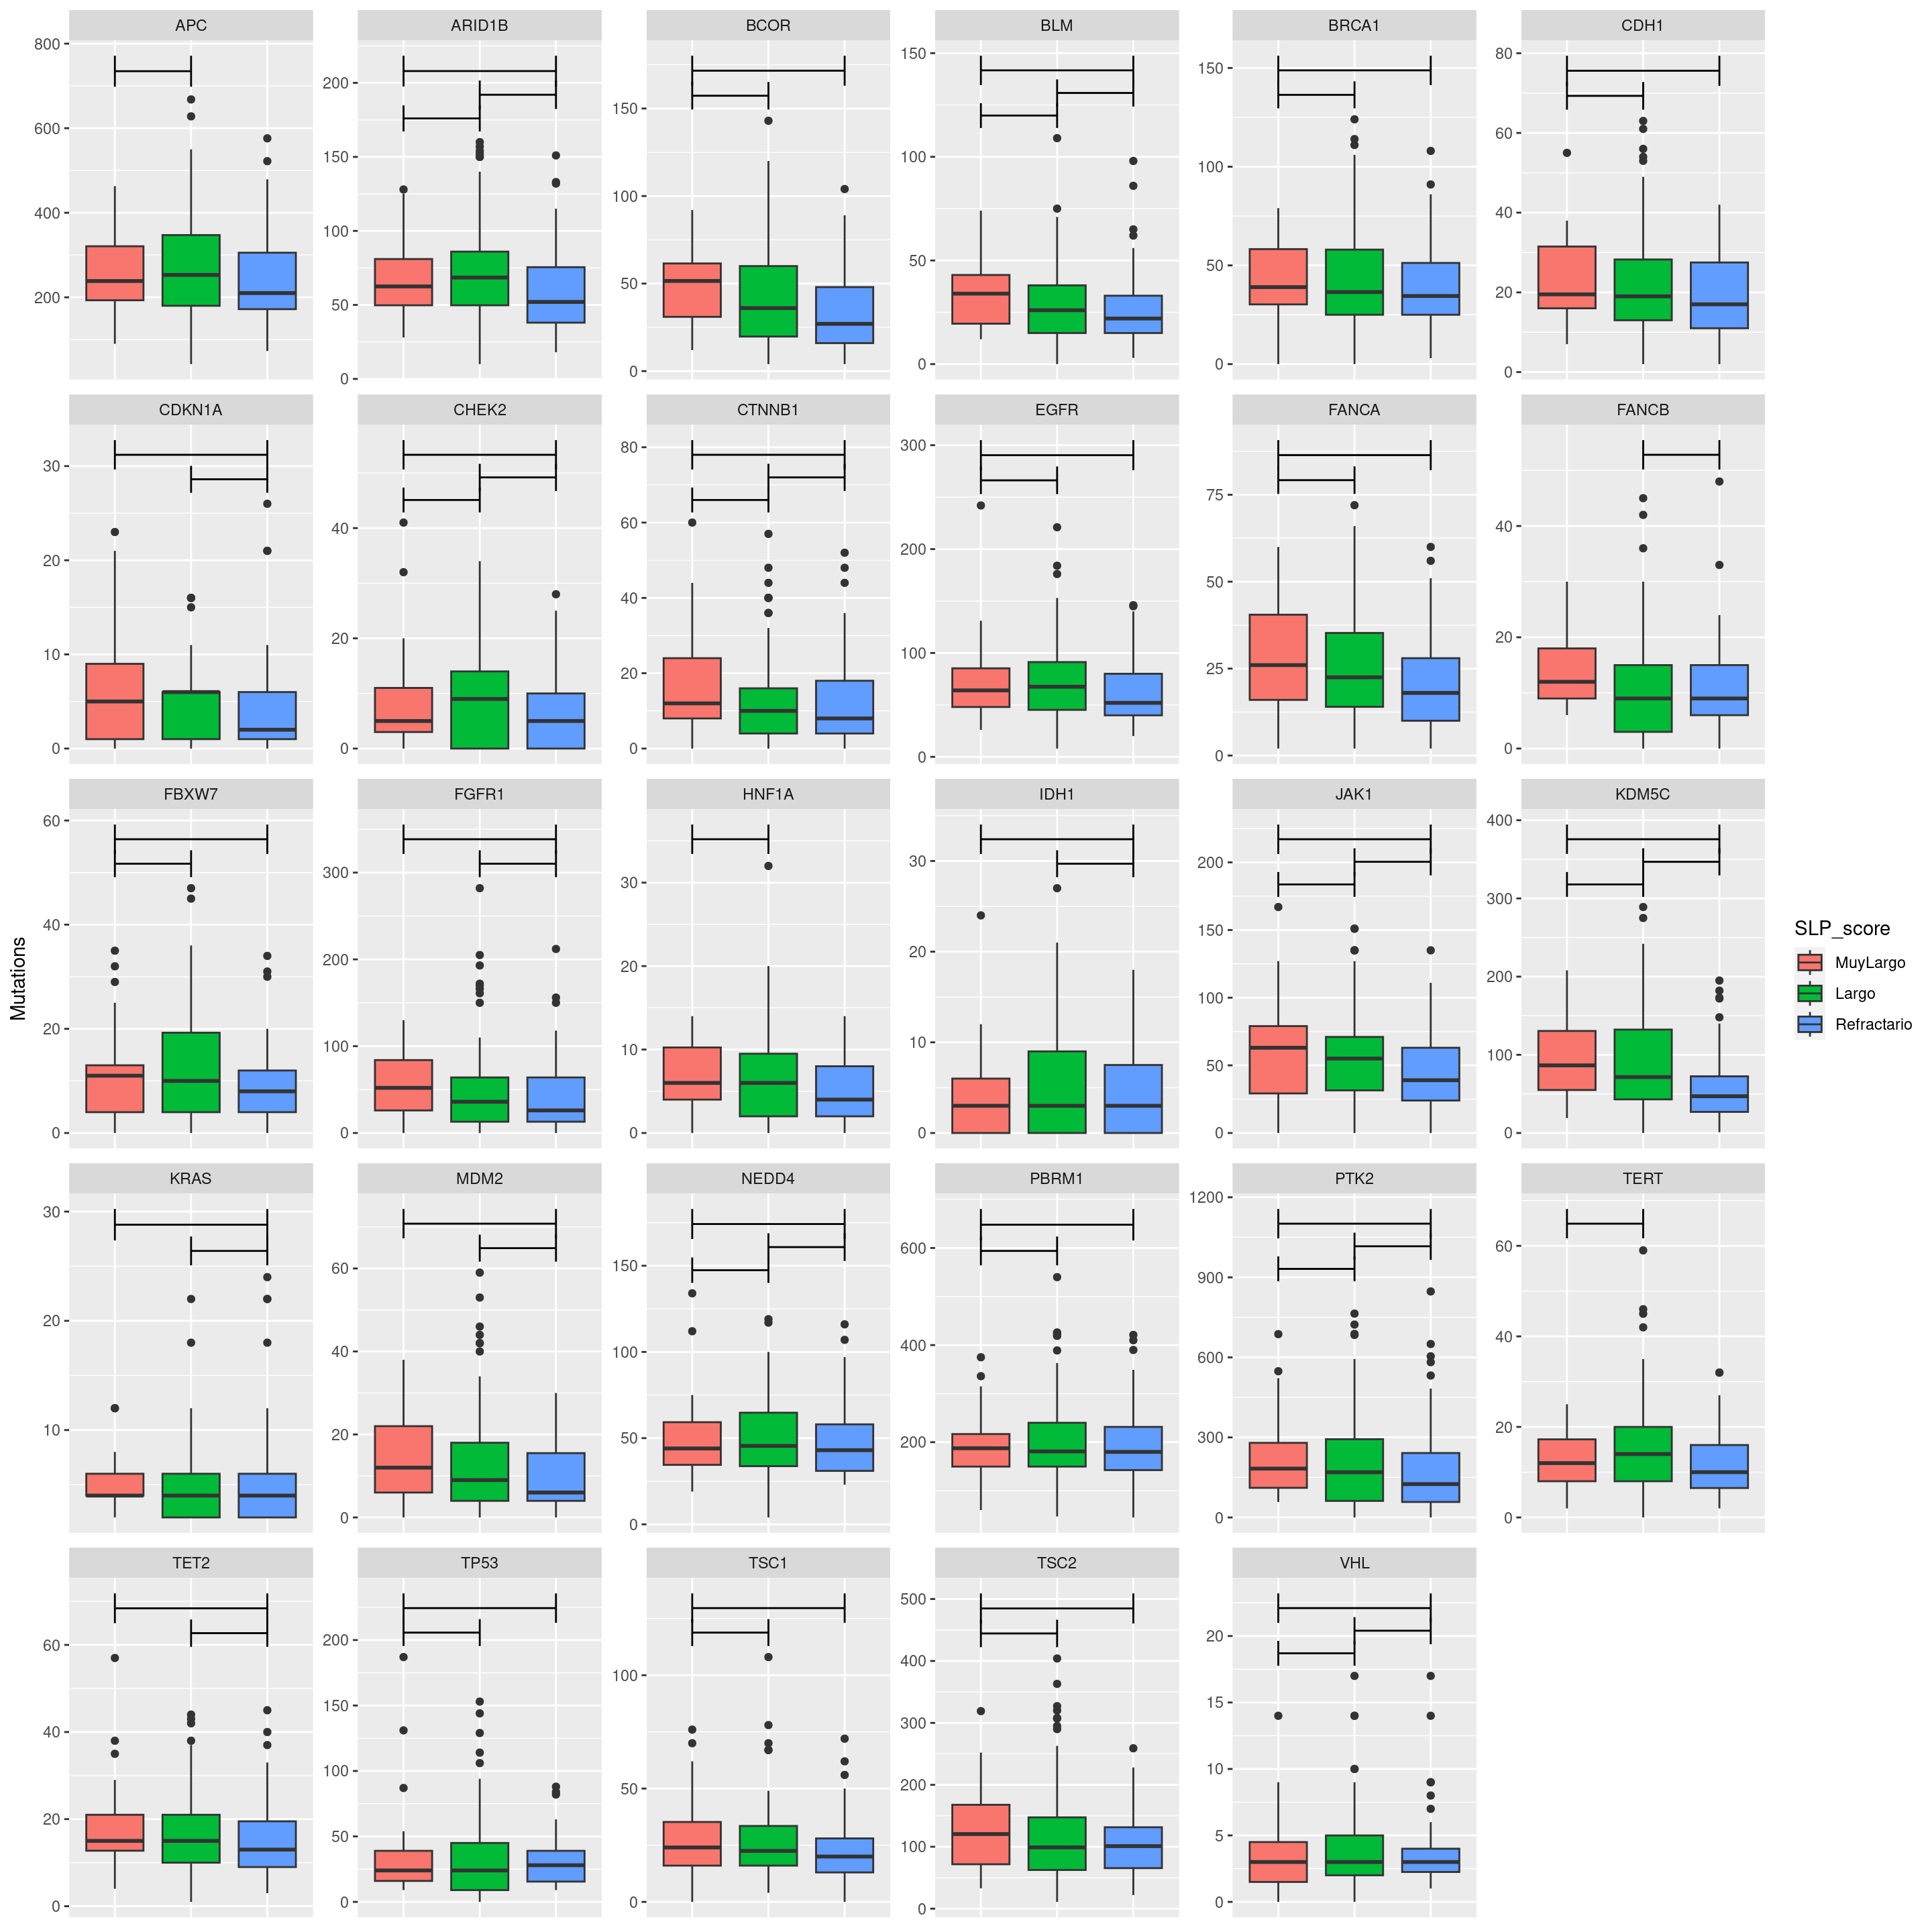 APC ARID1B BCOR BLM BRCA1 CDH1
800 600 400 200
200 150 100 50 0
150 100 50 0
150 100 50 0
150 100 50 0
80 60 40 20 0
CDKN1A CHEK2 CTNNB1 EGFR FANCA FANCB
30 20 10 0
40 20 0
80 60 40 20 0
300 200 100 0
75 50 25 0
40 20 0
FBXW7 FGFR1 HNF1A IDH1 JAK1 KDM5C
60 40 20 0
300 200 100 0
30 20 10 0
30 20 10 0
200 150 100 50 0
400 300 200 100 0
KRAS MDM2 NEDD4 PBRM1 PTK2 TERT
30 20 10
60 40 20 0
150 100 50 0
600 400 200
1200 900 600 300 0
60 40 20 0
TET2 TP53 TSC1 TSC2 VHL
60 40 20 0
200 150 100 50 0
100 50 0
500 400 300 200 100 0
20 15 10 5 0
Mutations
SLP_score
MuyLargo
Largo
Refractario